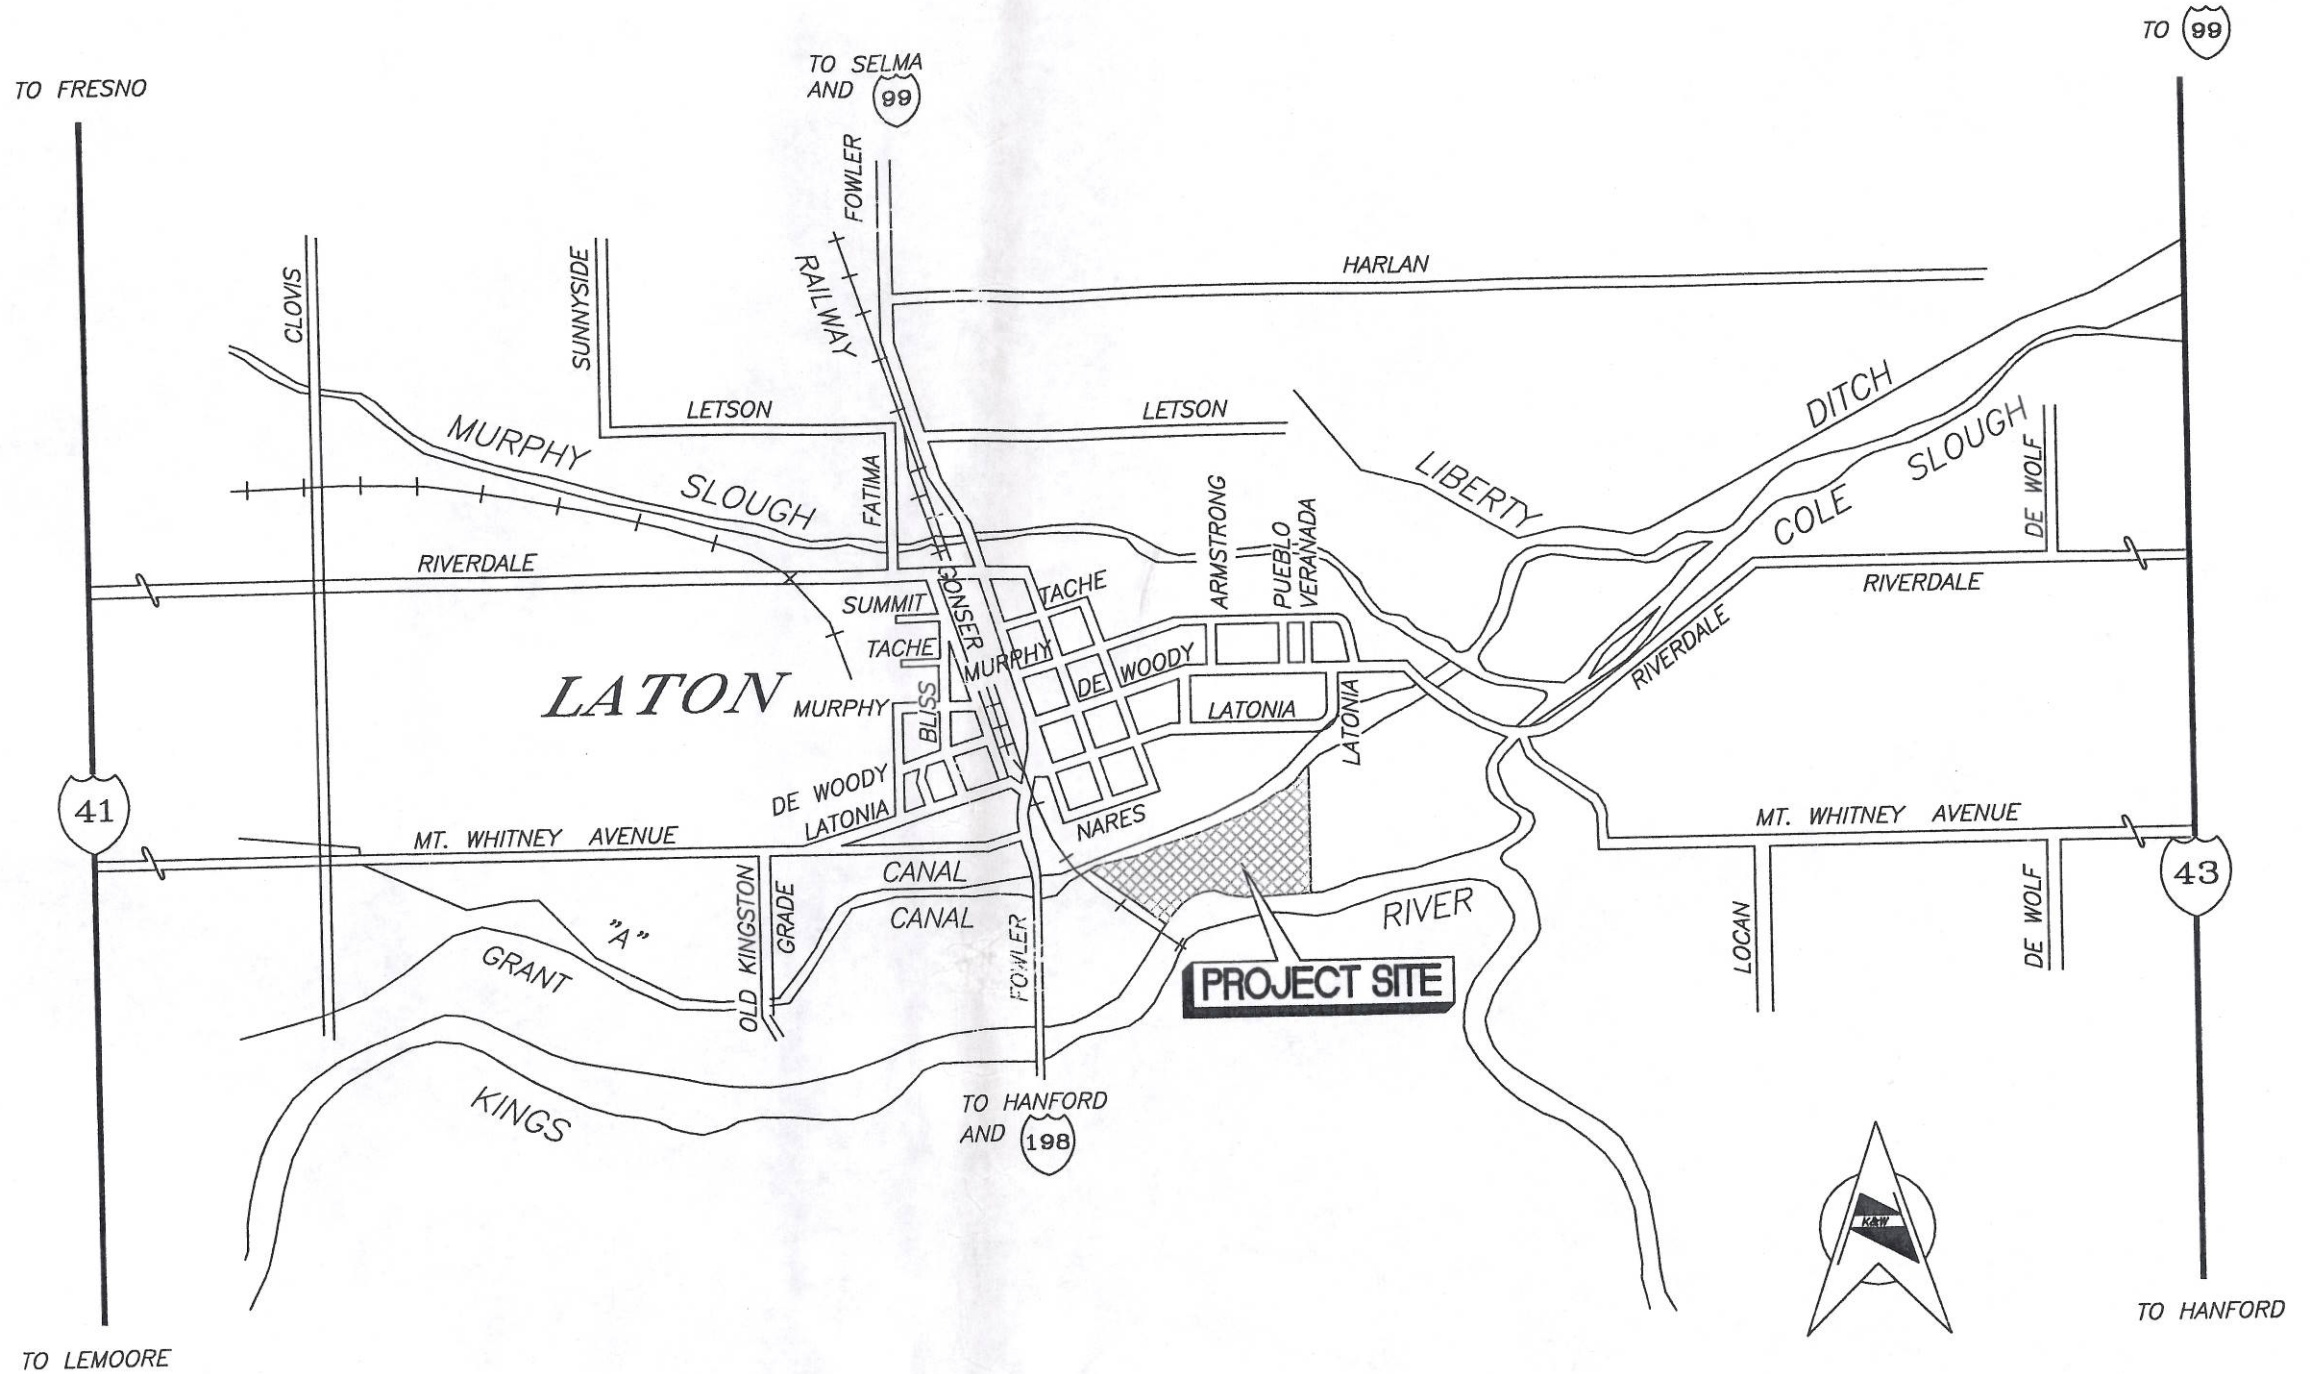 TO 99
TO SELMA
AND 99
TO FRESNO
FOWLER
RAILWAY
HARLAN
CLOVIS
SUNNYSIDE
LETSON
LETSON
MURPHY
SLOUGH
DITCH
SLOUGH
COLE
LIBERTY
DE WOLF
FATIMA
ARMSTRONG
PUEBLO
VERANADA
RIVERDALE
RIVERDALE
RIVERDALE
CONSER
TACHE
SUMMIT
TACHE
MURPHY
DE WOODY
LATON
MURPHY
BLISS
LATONIA
LATONIA
DE WOODY
LATONIA
NARES
41
MT. WHITNEY AVENUE
MT. WHITNEY AVENUE
43
CANAL
CANAL
OLD KINGSTON
GRADE
FOWLER
RIVER
"A"
GRANT
LOCAN
DE WOLF
PROJECT SITE
KINGS
TO HANFORD
AND 198
K&W
TO HANFORD
TO LEMOORE